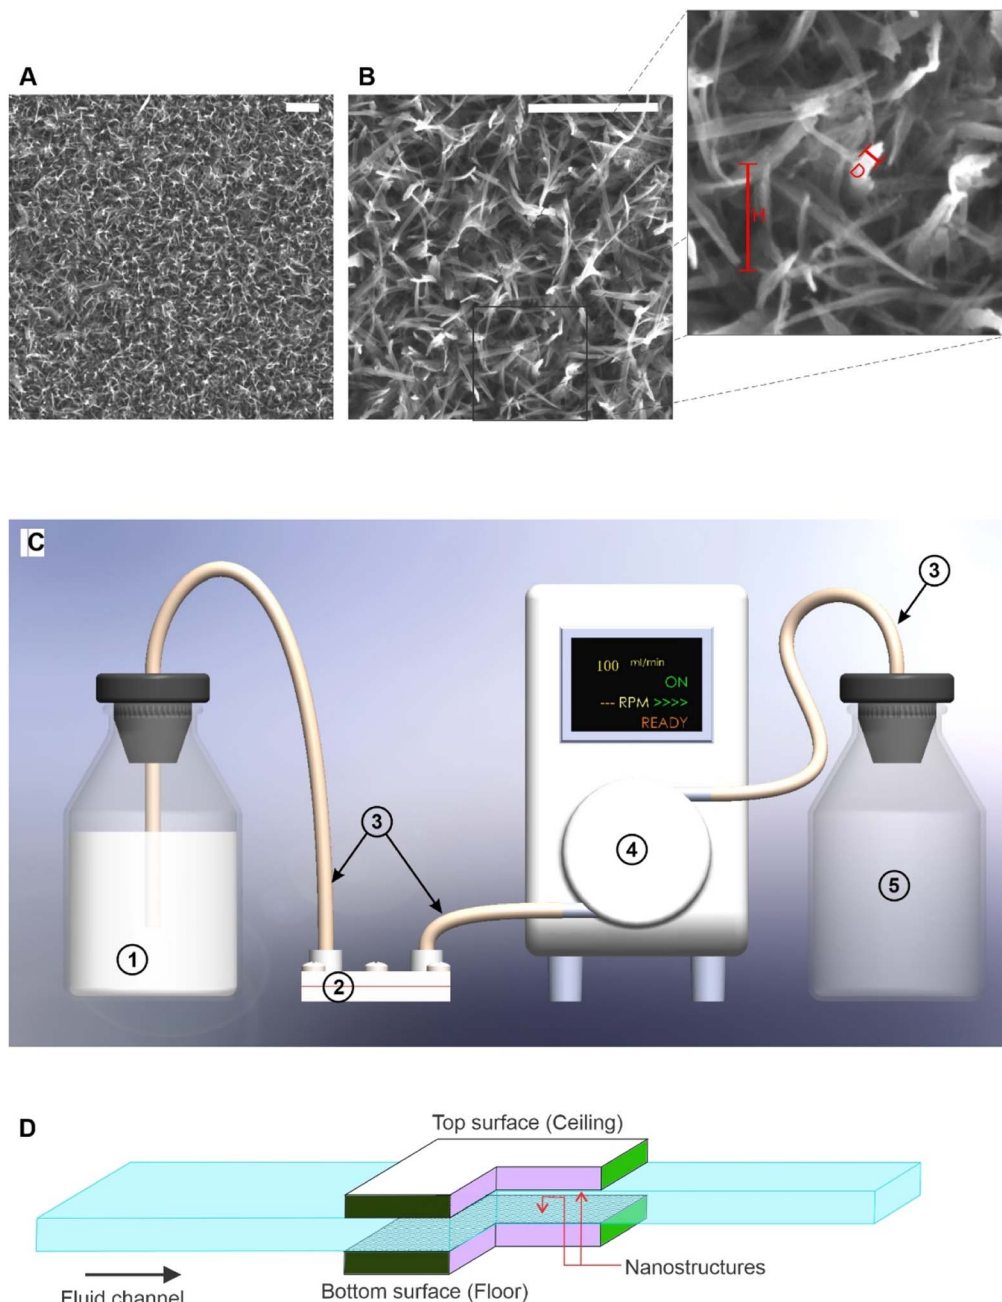 A
B
D
H
C
3
100 ml/min
ON
--- RPM >>>>
READY
3
4
5
1
2
D
Top surface (Ceiling)
Nanostructures
Bottom surface (Floor)
Fluid channel